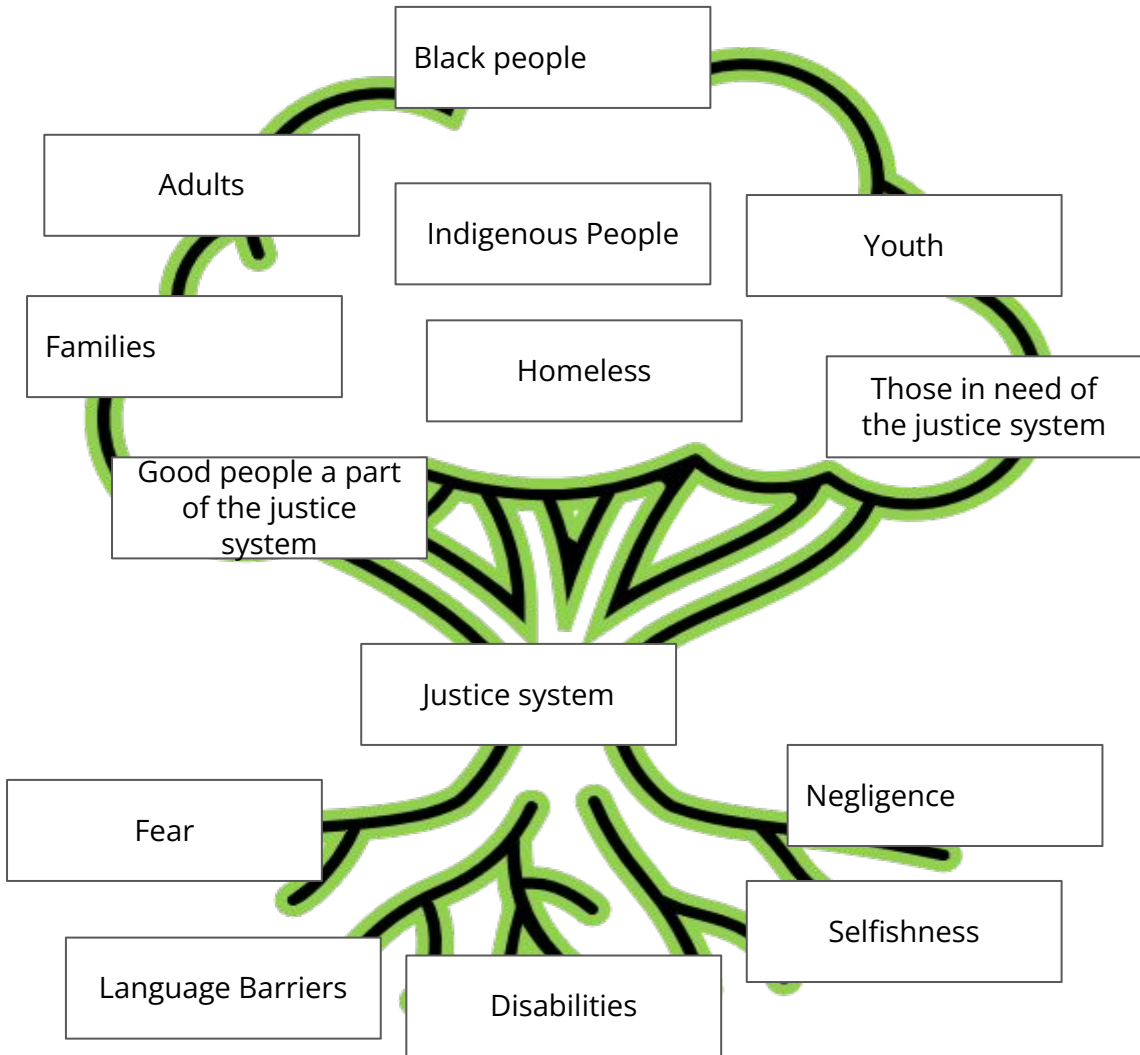 Black people
Adults
Indigenous People
Youth
Families
Homeless
Those in need of
the justice system
Good people a part
of the justice
system
Justice system
Negligence
Fear
Selfishness
Language Barriers
Disabilities